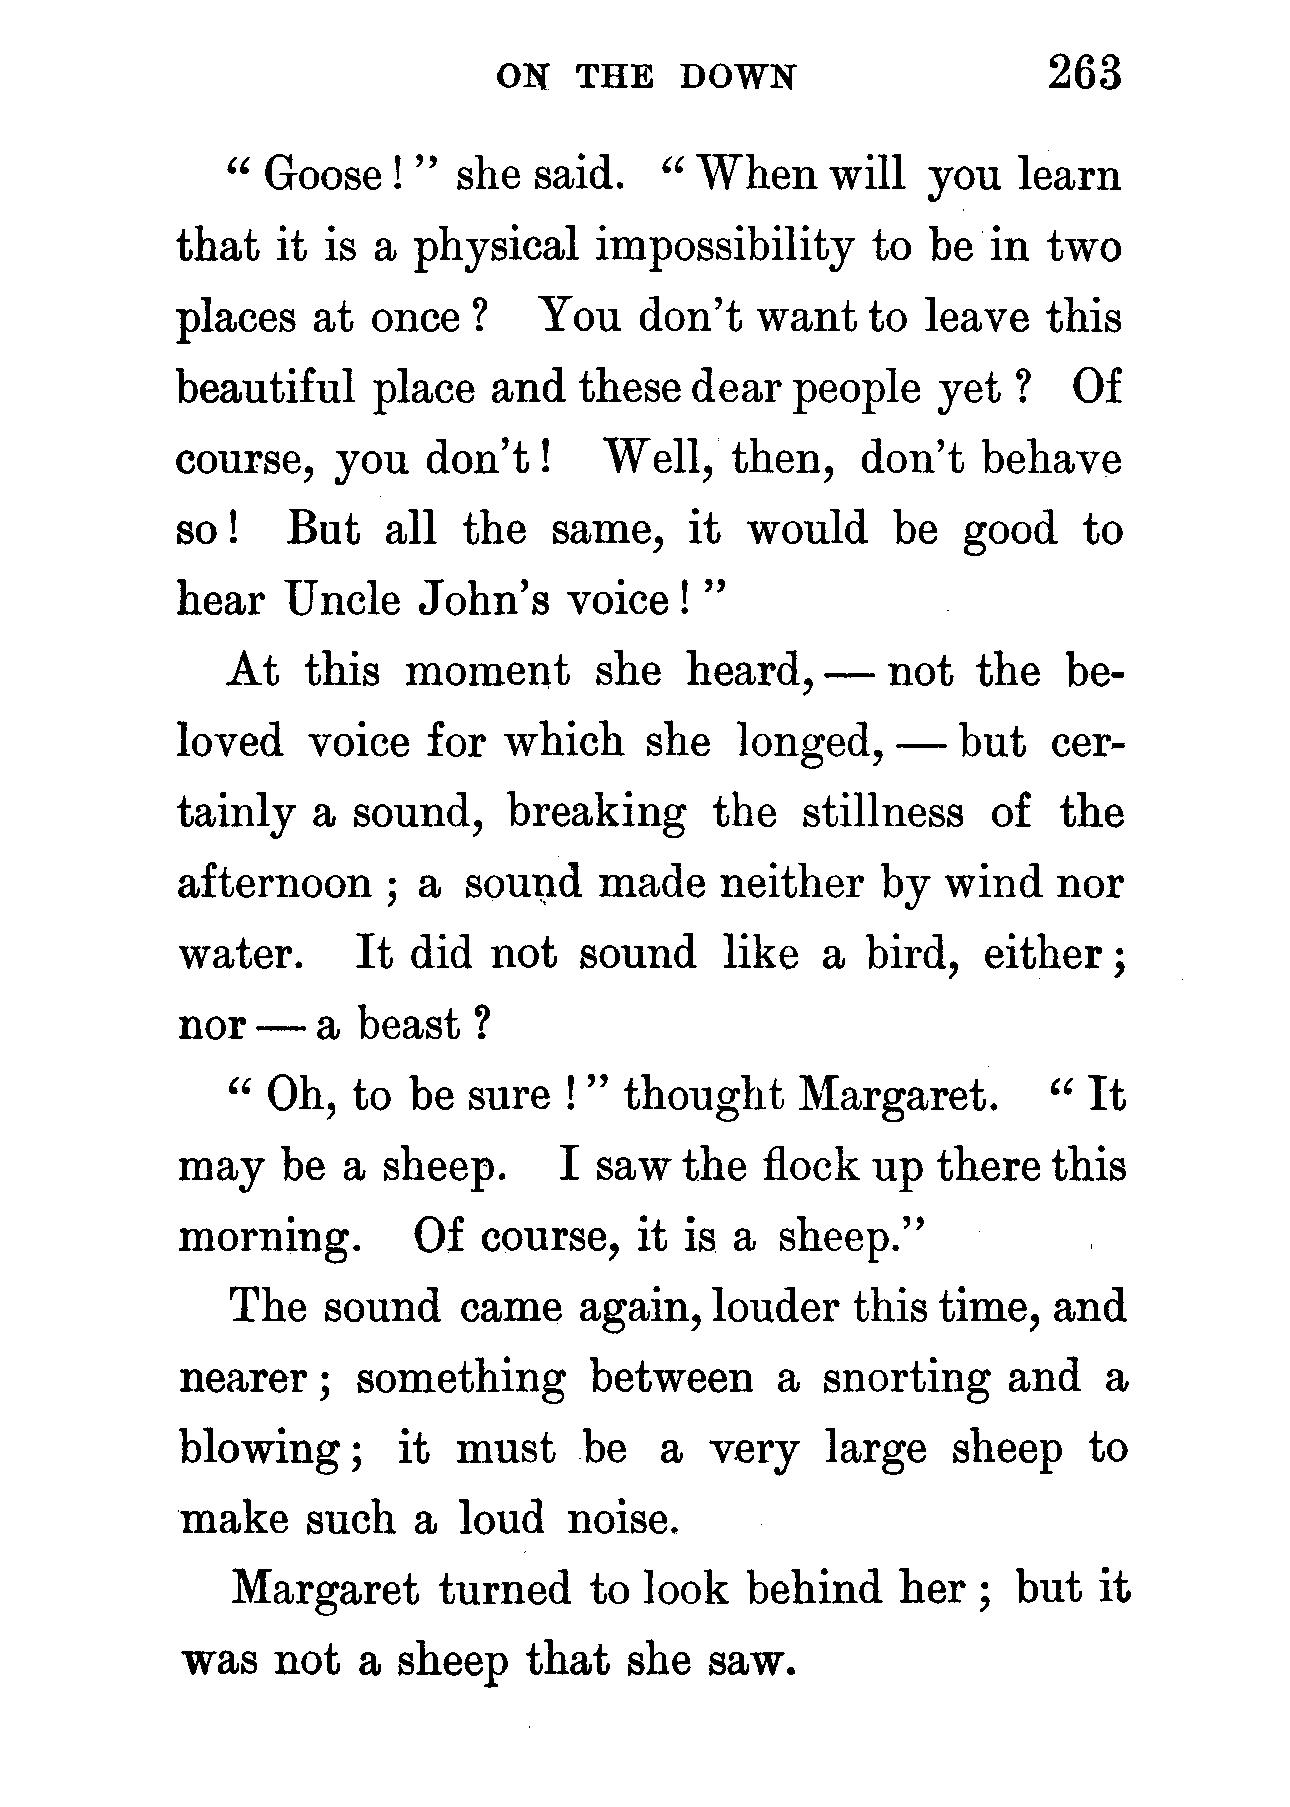 ON THE DOWN 263
“ Goose ! ” she said. “ When will you learn
that it is a physical impossibility to be in two
places at once ? You don’t want to leave this
beautiful place and these dear people yet ? Of
course, you don’t ! Well, then, don’t behave
so ! But all the same, it would be good to
hear Uncle John’s voice ! ”
At this moment she heard, — not the be-
loved voice for which she longed, — but cer-
tainly a sound, breaking the stillness of the
afternoon ; a sound made neither by wind nor
water. It did not sound like a bird, either ;
nor — a beast ?
“ Oh, to be sure ! ” thought Margaret. “ It
may be a sheep. I saw the flock up there this
morning. Of course, it is a sheep.”
The sound came again, louder this time, and
nearer ; something between a snorting and a
blowing ; it must be a very large sheep to
make such a loud noise.
Margaret turned to look behind her ; but it
was not a sheep that she saw.